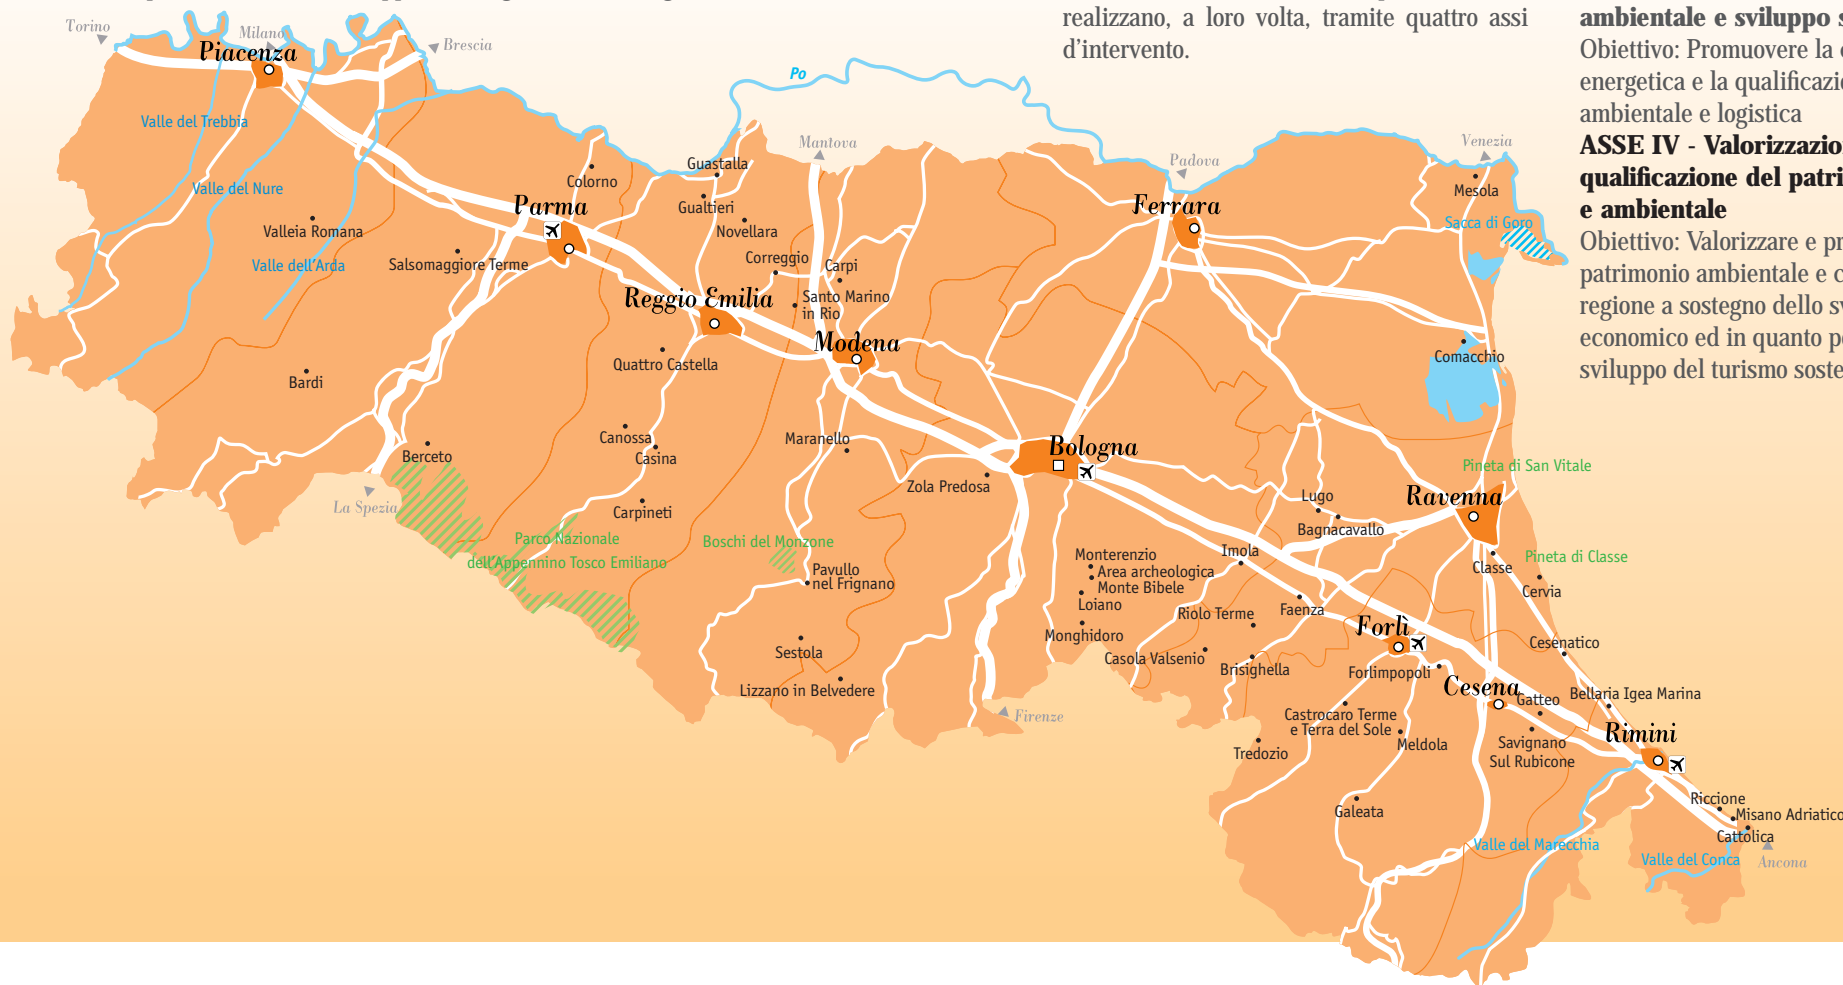 realizzano, a loro volta, tramite quattro assi
d'intervento.
ambientale e sviluppo
Obiettivo: Promuovere la
energetica e la
ambientale e logistica
ASSE IV -
qualificazione del
e ambientale
Obiettivo: Valorizzare e
patrimonio ambientale e
regione a sostegno dello
economico ed in quanto
sviluppo del turismo
Torino
Milano
Brescia
Piacenza
Po
Valle del Trebbia
Mantova
Padova
Venezia
Guastalla
Colorno
Valle del Nure
Mesola
Parma
Gualtieri
Ferrara
Valleia Romana
Novellara
Sacca di Goro
Valle dell'Arda
Salsomaggiore Terme
Correggio
Carpi
Reggio Emilia
Santo Marino
in Rio
Modena
Comacchio
Quattro Castella
Bardi
Canossa
Maranello
Bologna
Berceto
Casina
Pineta di San Vitale
Zola Predosa
Lugo
Ravenna
La Spezia
Carpineti
Bagnacavallo
Parco Nazionale
dell'Appennino Tosco Emiliano
Boschi del Monzone
Monterenzio
Imola
Pineta di Classe
Pavullo
nel Frignano
Area archeologica
Monte Bibele
Classe
Loiano
Cervia
Riolo Terme
Faenza
Monghidoro
Forlì
Sestola
Casola Valsenio
Brisighella
Cesenatico
Forlimpopoli
Lizzano in Belvedere
Cesena
Gatteo
Bellaria Igea Marina
Firenze
Castrocaro Terme
e Terra del Sole
Rimini
Tredozio
Meldola
Savignano
Sul Rubicone
Riccione
Galeata
Misano Adriatico
Cattolica
Valle del Marecchia
Valle del Conca
Ancona